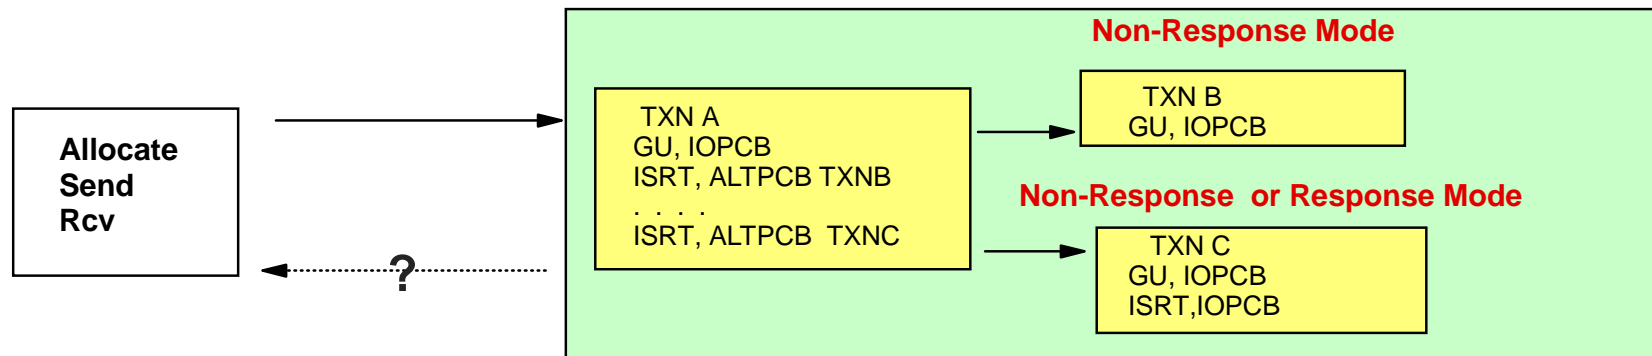 Allocate
Send
Rcv
?
TXN A
GU, IOPCB
ISRT, ALTPCB TXNB
. . . .
ISRT, ALTPCB TXNC
Non-Response Mode
TXN B
GU, IOPCB
Non-Response or Response Mode
TXN C
GU, IOPCB
ISRT,IOPCB